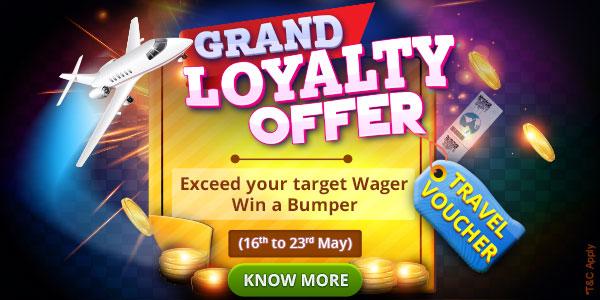 GRAND
LOYALTY
OFFER
Exceed your target Wager
Win a Bumper
(16th to 23rd May)
KNOW MORE
TRAVEL
VOUCHER
*T&C Apply